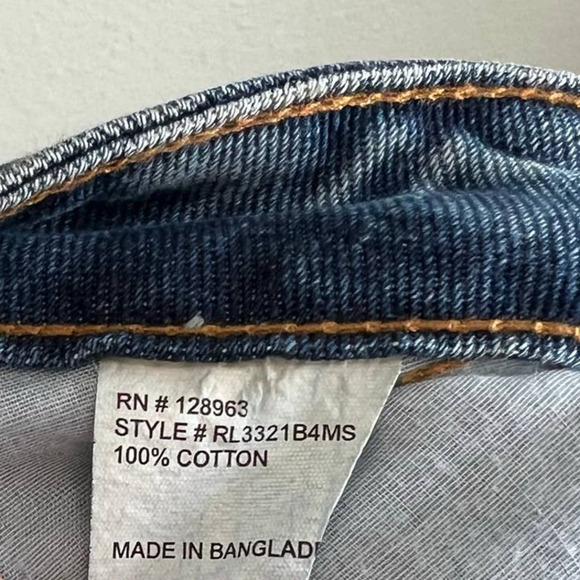 RN # 128963
STYLE # RL3321B4MS
100% COTTON
MADE IN BANGLAD